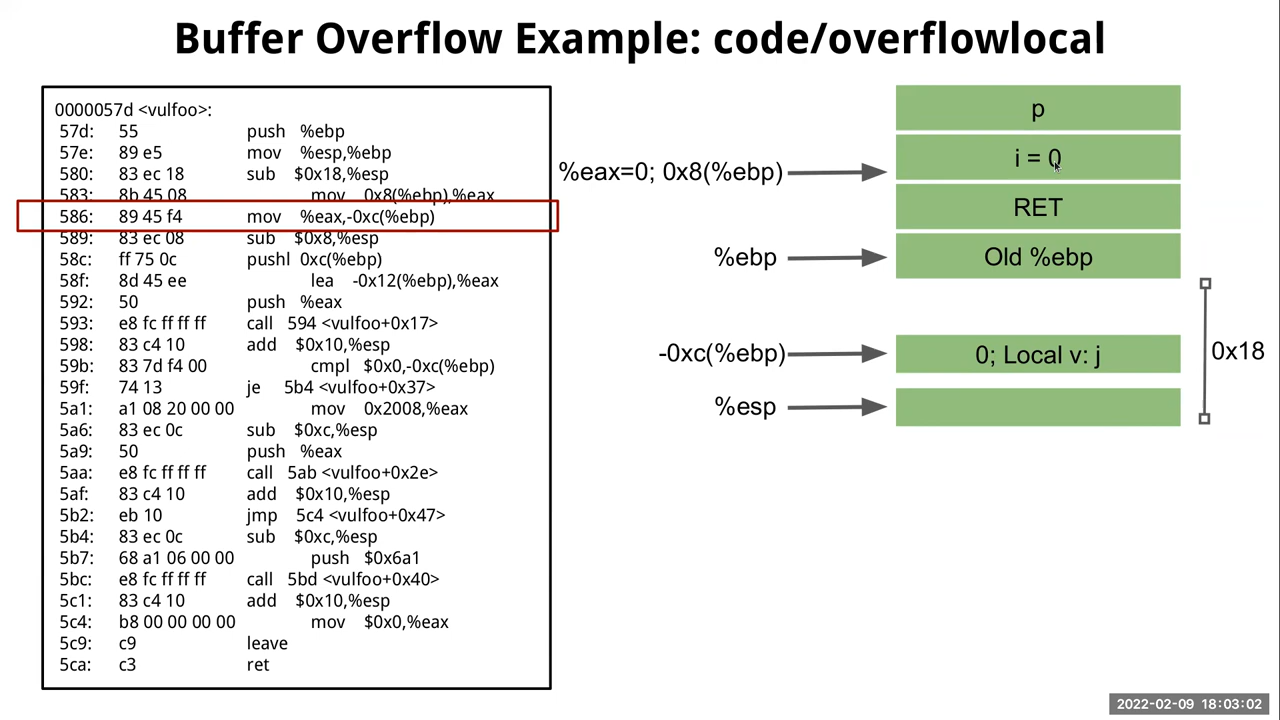 Buffer Overflow Example: code/overflowlocal
0000057d <vulfoo>:
57d: 55 push %ebp
57e: 89 e5 mov %esp,%ebp
580: 83 ec 18 sub $0x18,%esp
583: 8b 45 08 mov 0x8(%ebp),%eax
586: 89 45 f4 mov %eax,-0xc(%ebp)
589: 83 ec 08 sub $0x8,%esp
58c: ff 75 0c pushl 0xc(%ebp)
58f: 8d 45 ee lea -0x12(%ebp),%eax
592: 50 push %eax
593: e8 fc ff ff ff call 594 <vulfoo+0x17>
598: 83 c4 10 add $0x10,%esp
59b: 83 7d f4 00 cmpl $0x0,-0xc(%ebp)
59f: 74 13 je 5b4 <vulfoo+0x37>
5a1: a1 08 20 00 00 mov 0x2008,%eax
5a6: 83 ec 0c sub $0xc,%esp
5a9: 50 push %eax
5aa: e8 fc ff ff ff call 5ab <vulfoo+0x2e>
5af: 83 c4 10 add $0x10,%esp
5b2: eb 10 jmp 5c4 <vulfoo+0x47>
5b4: 83 ec 0c sub $0xc,%esp
5b7: 68 a1 06 00 00 push $0x6a1
5bc: e8 fc ff ff ff call 5bd <vulfoo+0x40>
5c1: 83 c4 10 add $0x10,%esp
5c4: b8 00 00 00 00 mov $0x0,%eax
5c9: c9 leave
5ca: c3 ret
p
%eax=0; 0x8(%ebp) i = 0
RET
%ebp Old %ebp
-0xc(%ebp) 0; Local v: j
0x18
%esp
2022-02-09 18:03:02